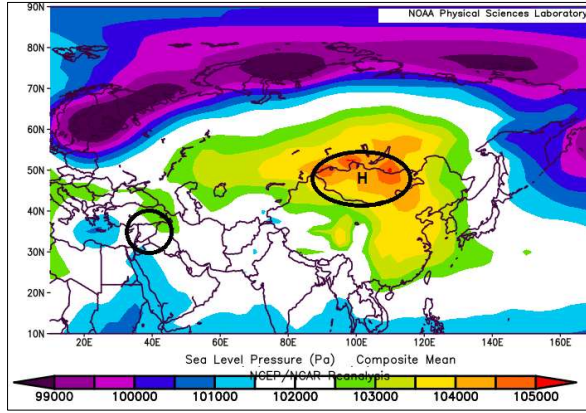 NOAA Physical Sciences Laboratory
90N
80N
70N
60N
50N
40N
30N
20N
10N
H
20E 40E 60E 80E 100E 120E 140E 160E
Sea Level Pressure (Pa) Composite Mean
NCEP/NCAR Reanalysis
99000 100000 101000 102000 103000 104000 105000